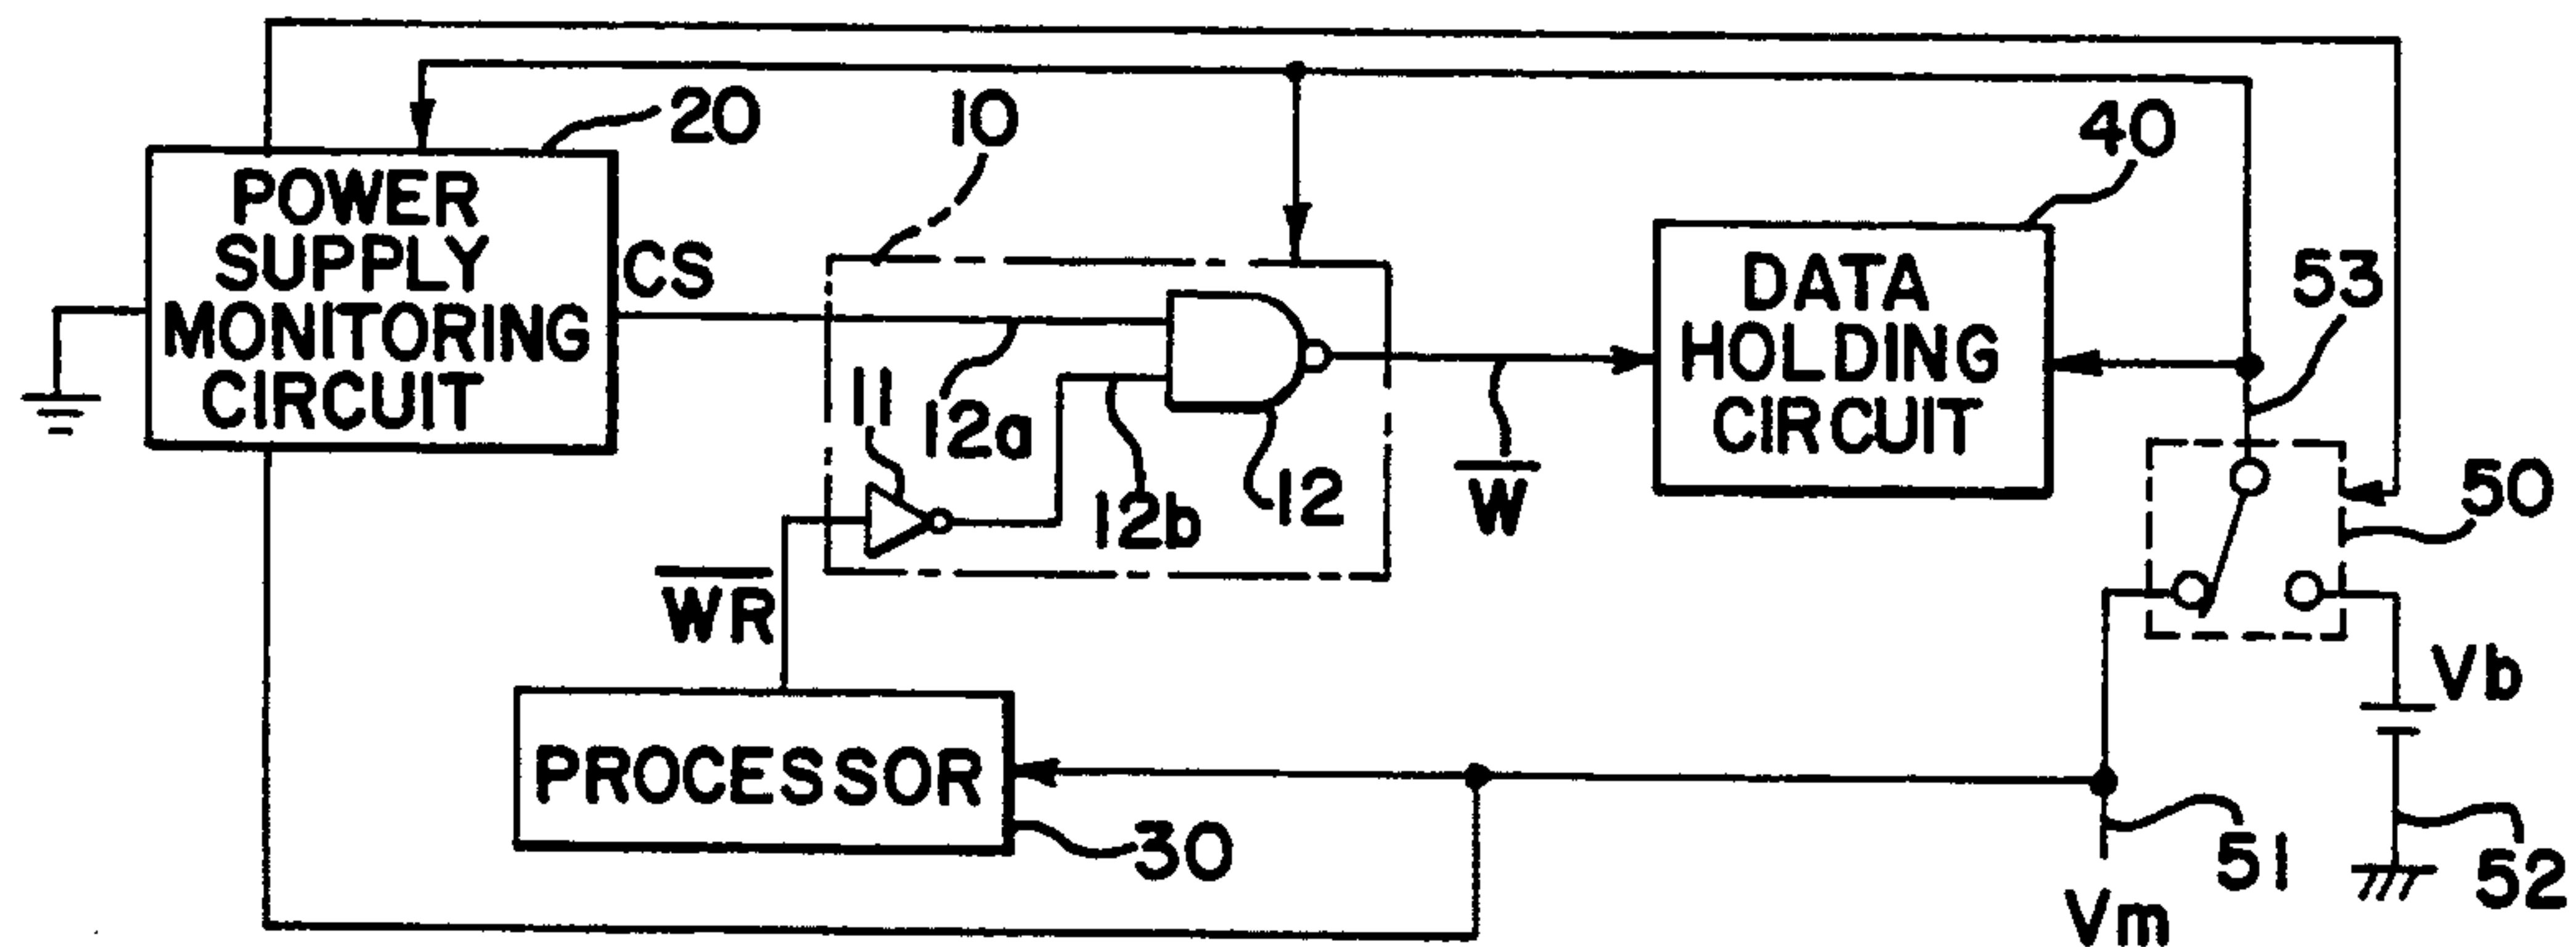 20
10
40
POWER
SUPPLY
MONITORING
CIRCUIT
CS
DATA
HOLDING
CIRCUIT
53
11
12a
12b
12
W̅
50
W̅R̅
Vb
PROCESSOR
30
51
52
Vm